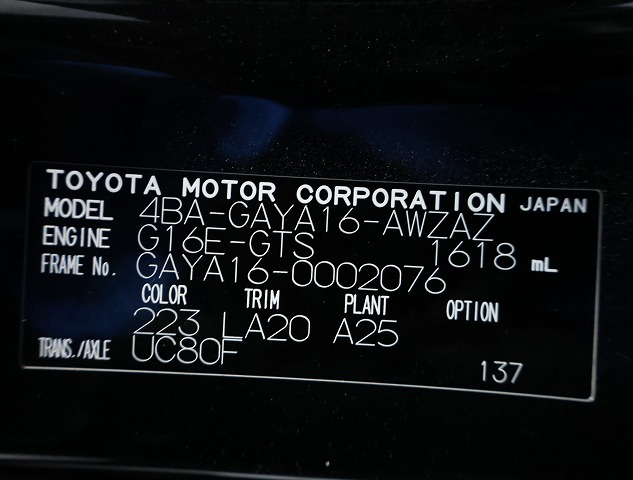 TOYOTA MOTOR CORPORATION JAPAN
MODEL 4BA-GAYA16-AWZAZ
ENGINE G16E-GTS 1618 mL
FRAME No. GAYA16-0002076
COLOR TRIM PLANT OPTION
223 LA20 A25
TRANS./AXLE UC80F
137